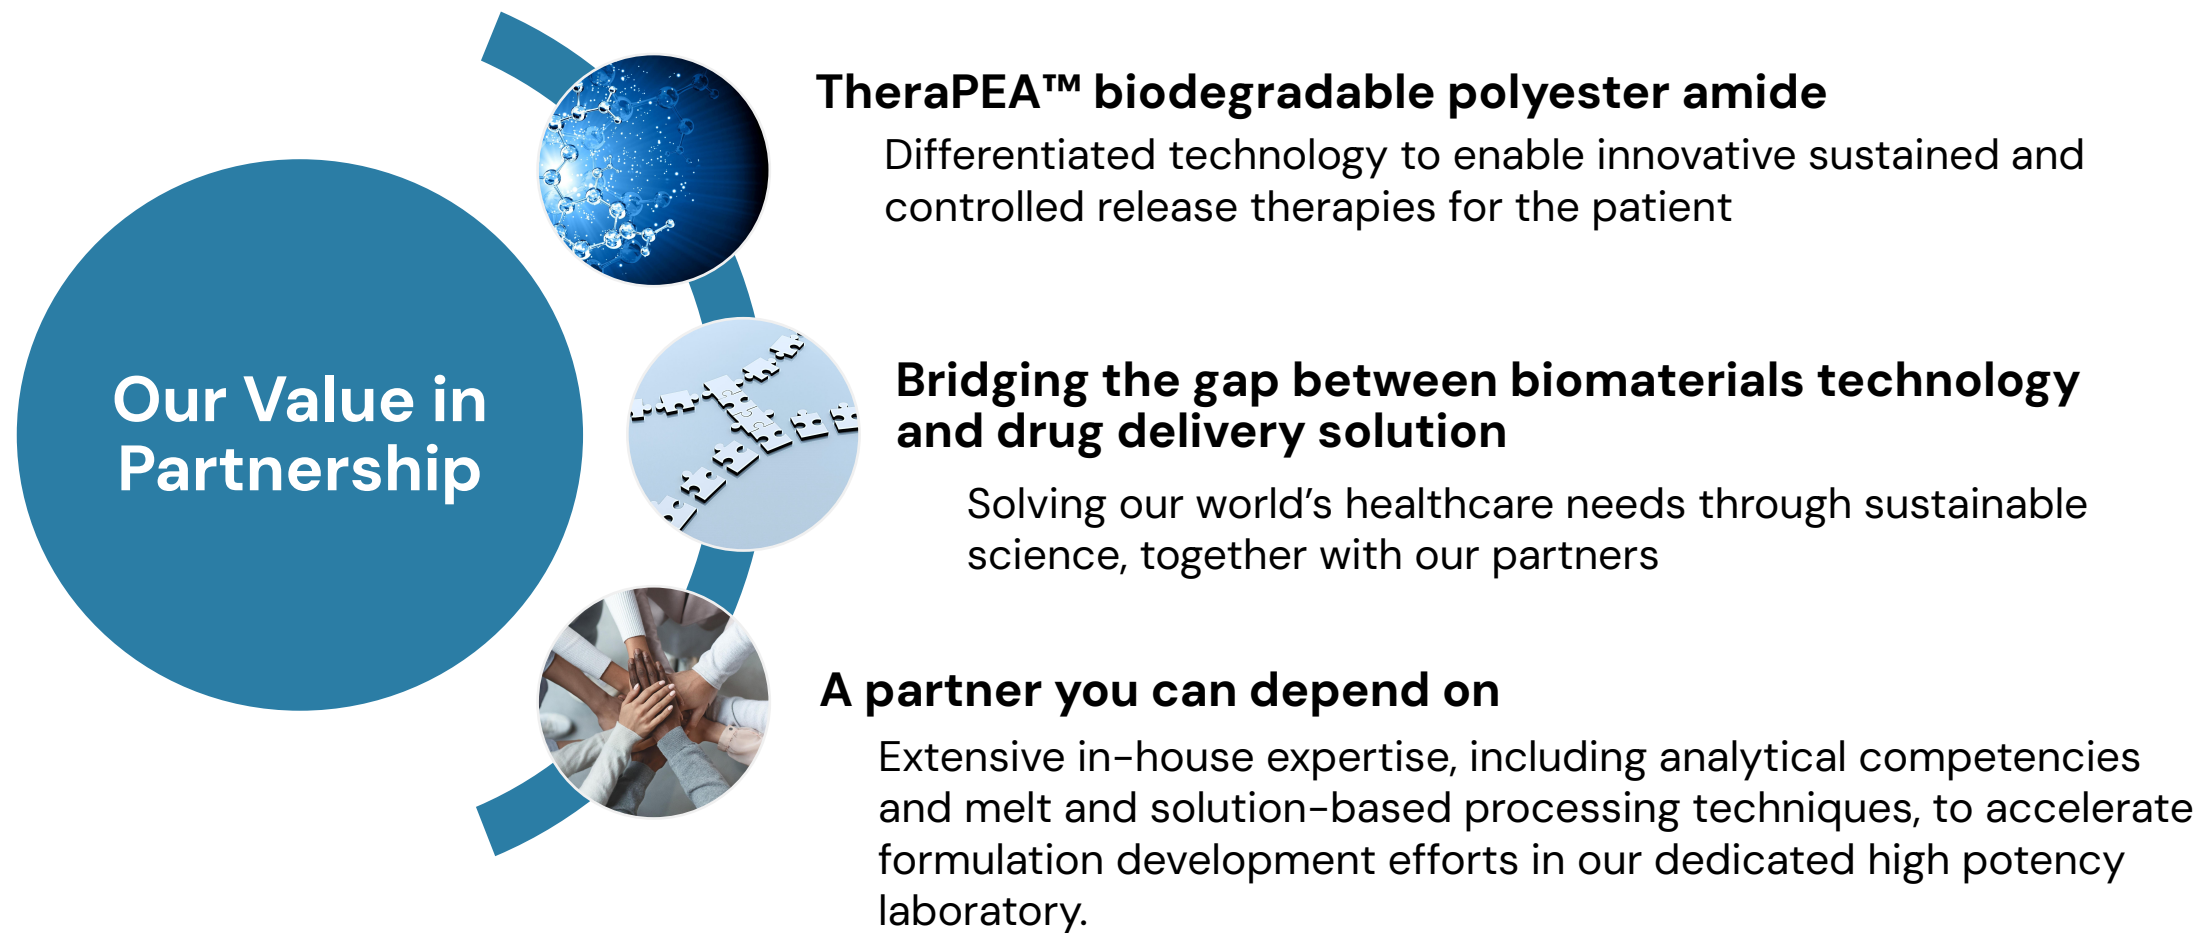 Our Value in
Partnership
TheraPEA™ biodegradable polyester amide
Differentiated technology to enable innovative sustained and
controlled release therapies for the patient
Bridging the gap between biomaterials technology
and drug delivery solution
Solving our world’s healthcare needs through sustainable
science, together with our partners
A partner you can depend on
Extensive in-house expertise, including analytical competencies
and melt and solution-based processing techniques, to accelerate
formulation development efforts in our dedicated high potency
laboratory.